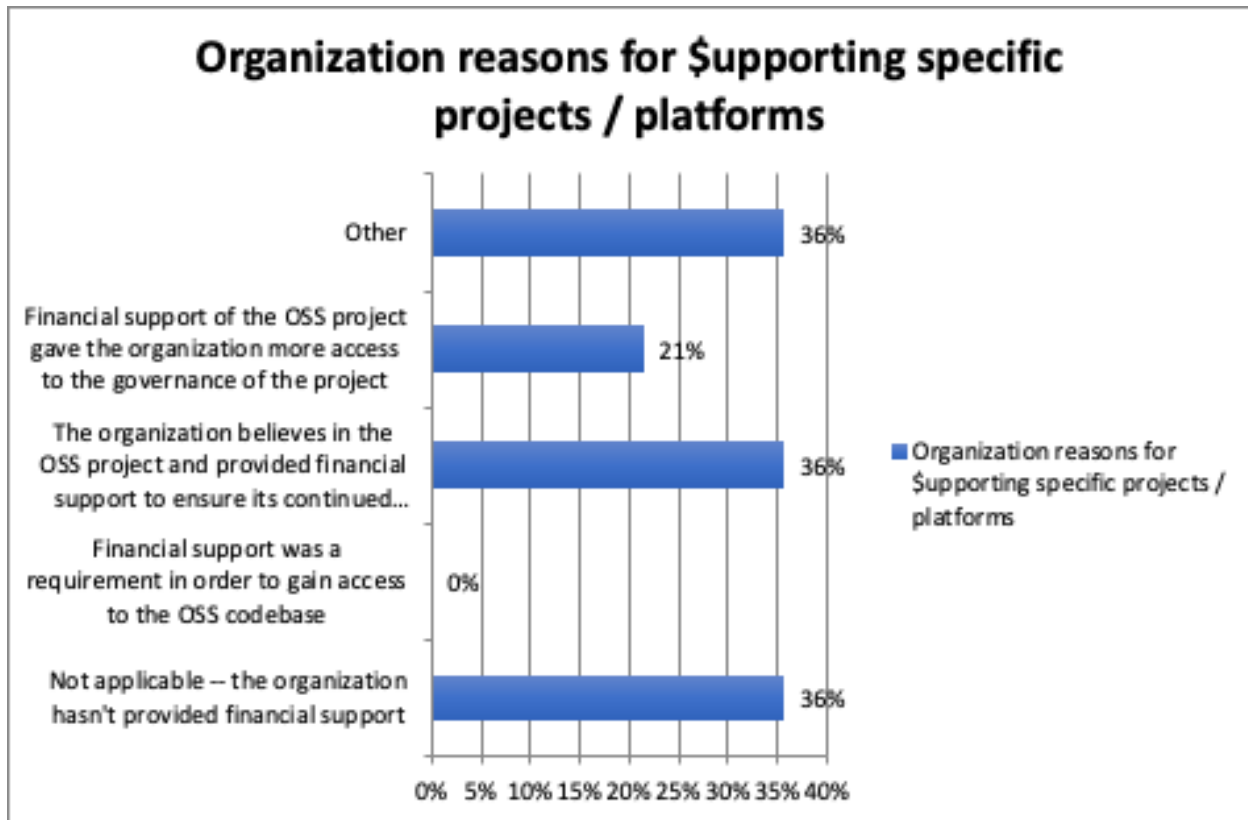 Organization reasons for $upporting specific
projects / platforms
Other
36%
Financial support of the OSS project
gave the organization more access
to the governance of the project
21%
The organization believes in the
OSS project and provided financial
support to ensure its continued...
36%
Financial support was a
requirement in order to gain access
to the OSS codebase
0%
Not applicable -- the organization
hasn't provided financial support
36%
0% 5% 10% 15% 20% 25% 30% 35% 40%
Organization reasons for
$upporting specific projects /
platforms